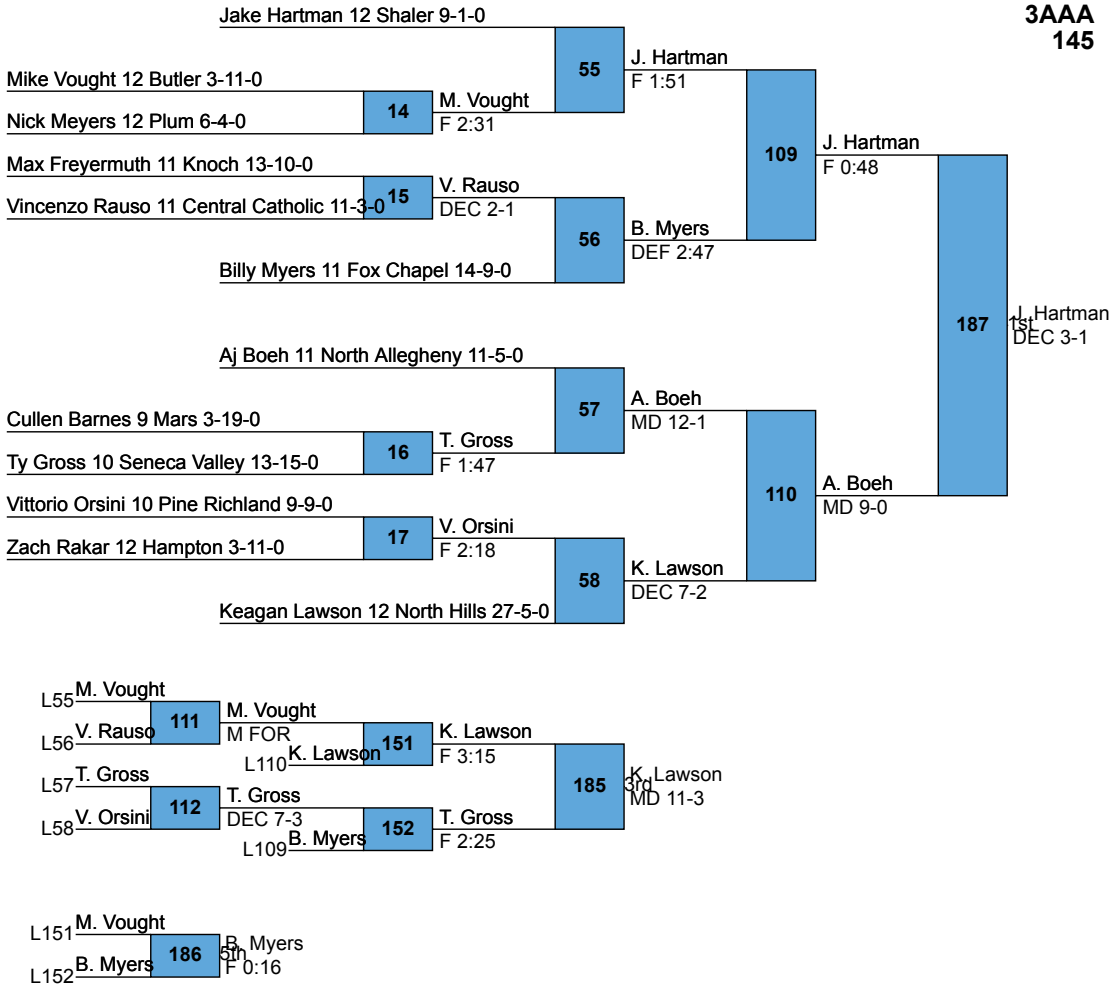 3AAA
145
Jake Hartman 12 Shaler 9-1-0
55
J. Hartman
F 1:51
Mike Vought 12 Butler 3-11-0
14
M. Vought
F 2:31
Nick Meyers 12 Plum 6-4-0
109
J. Hartman
F 0:48
Max Freyermuth 11 Knoch 13-10-0
15
V. Rauso
DEC 2-1
Vincenzo Rauso 11 Central Catholic 11-3-0
56
B. Myers
DEF 2:47
Billy Myers 11 Fox Chapel 14-9-0
187
J. Hartman
1st
DEC 3-1
Aj Boeh 11 North Allegheny 11-5-0
57
A. Boeh
MD 12-1
Cullen Barnes 9 Mars 3-19-0
16
T. Gross
F 1:47
Ty Gross 10 Seneca Valley 13-15-0
110
A. Boeh
MD 9-0
Vittorio Orsini 10 Pine Richland 9-9-0
17
V. Orsini
F 2:18
Zach Rakar 12 Hampton 3-11-0
58
K. Lawson
DEC 7-2
Keagan Lawson 12 North Hills 27-5-0
L55 M. Vought
111
M. Vought
M FOR
L56 V. Rauso
151
K. Lawson
F 3:15
L110 K. Lawson
185
K. Lawson
3rd
MD 11-3
L57 T. Gross
112
T. Gross
DEC 7-3
L58 V. Orsini
152
T. Gross
F 2:25
L109 B. Myers
L151 M. Vought
186
B. Myers
5th
F 0:16
L152 B. Myers